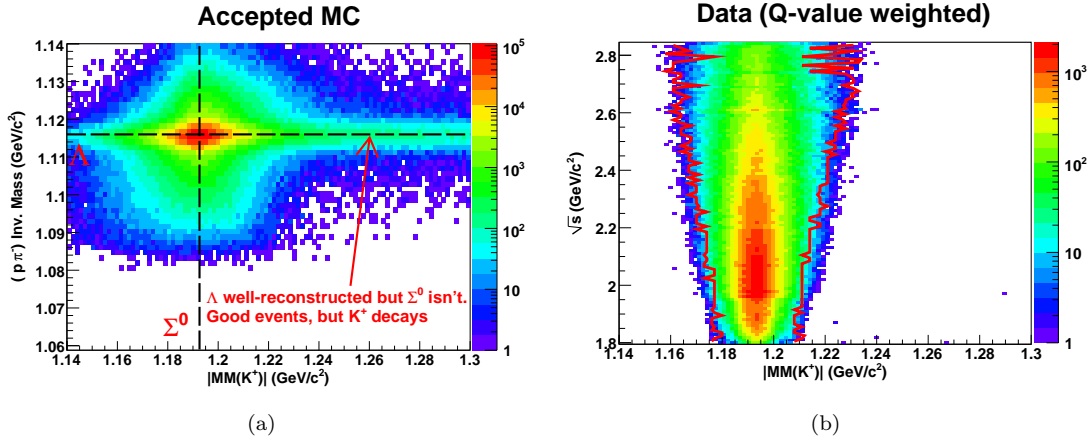 Accepted MC
Data (Q-value weighted)
(p π⁻) Inv. Mass (GeV/c²)
1.14
1.13
1.12
1.11
1.1
1.09
1.08
1.07
1.06
Λ
Σ⁰
Λ well-reconstructed but Σ⁰ isn't.
Good events, but K⁺ decays
1.14 1.16 1.18 1.2 1.22 1.24 1.26 1.28 1.3
|MM(K⁺)| (GeV/c²)
10⁵
10⁴
10³
10²
10
1
(a)
√s (GeV/c²)
2.8
2.6
2.4
2.2
2
1.8
1.14 1.16 1.18 1.2 1.22 1.24 1.26 1.28 1.3
|MM(K⁺)| (GeV/c²)
10³
10²
10
1
(b)